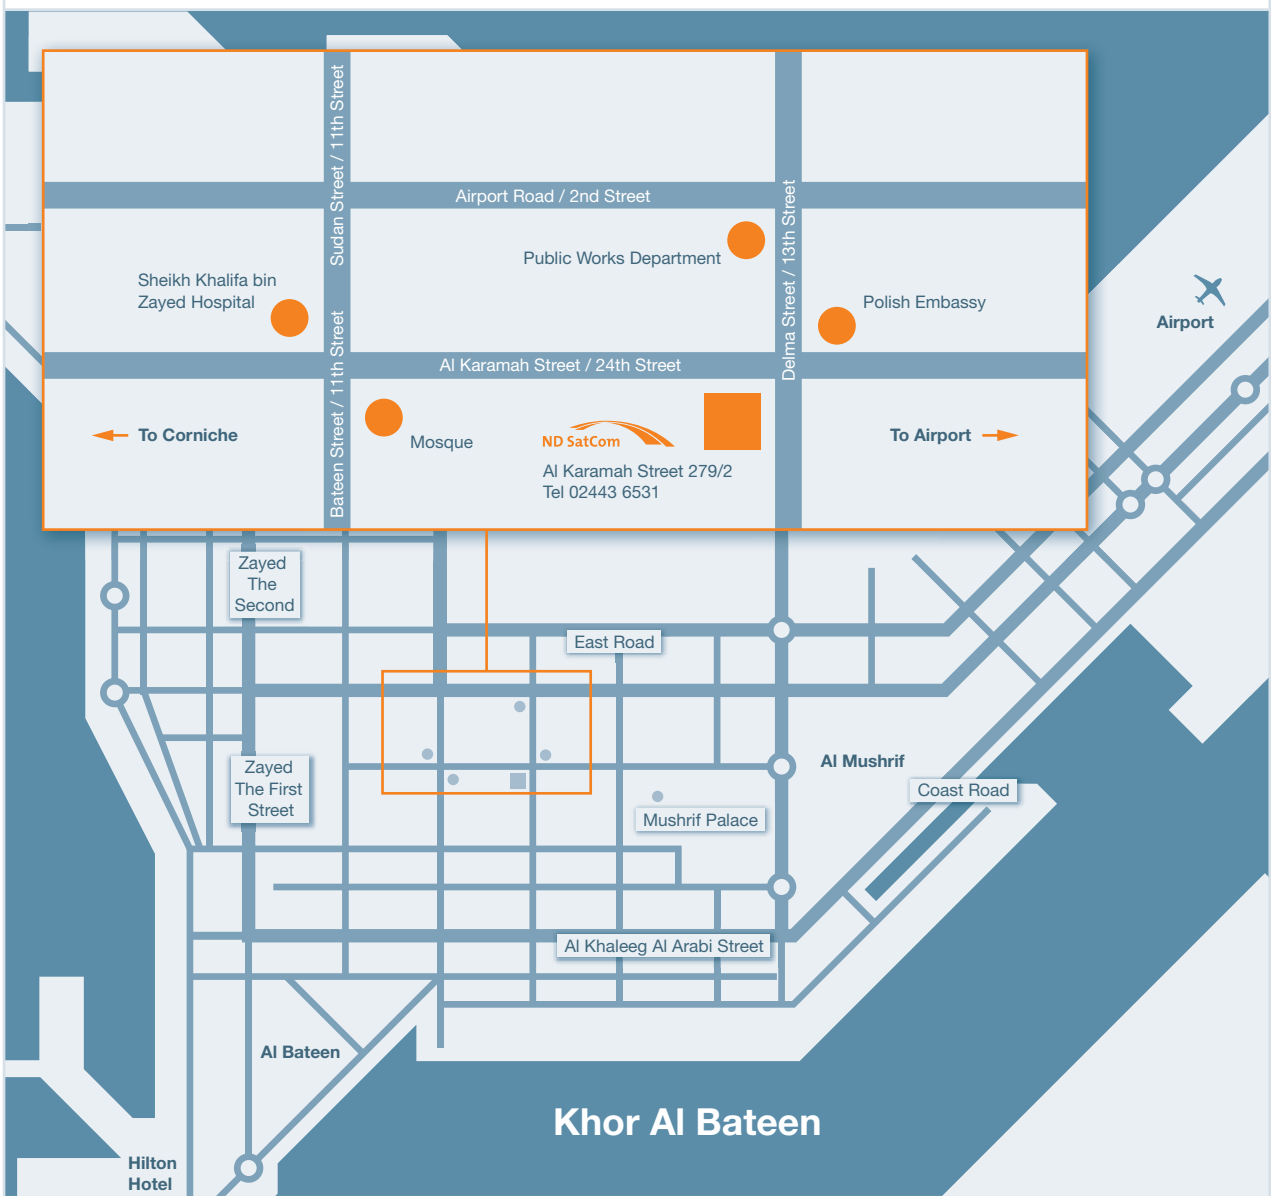 Sudan Street / 11th Street
Airport Road / 2nd Street
Delma Street / 13th Street
Public Works Department
Sheikh Khalifa bin
Zayed Hospital
Polish Embassy
Airport
Bateen Street / 11th Street
Al Karamah Street / 24th Street
To Corniche
Mosque
ND SatCom
Al Karamah Street 279/2
Tel 02443 6531
To Airport
Zayed
The
Second
East Road
Zayed
The First
Street
Al Mushrif
Coast Road
Mushrif Palace
Al Khaleeg Al Arabi Street
Al Bateen
Khor Al Bateen
Hilton
Hotel